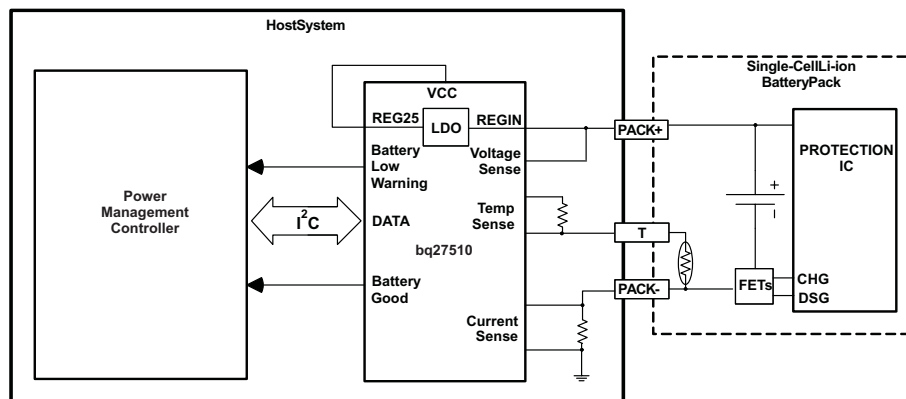 HostSystem
Single-CellLi-ion
BatteryPack
VCC
REG25
LDO
REGIN
PACK+
PROTECTION
IC
Battery
Low
Warning
Voltage
Sense
Power
Management
Controller
I²C
DATA
Temp
Sense
T
+
–
bq27510
Battery
Good
PACK-
FETs
CHG
DSG
Current
Sense